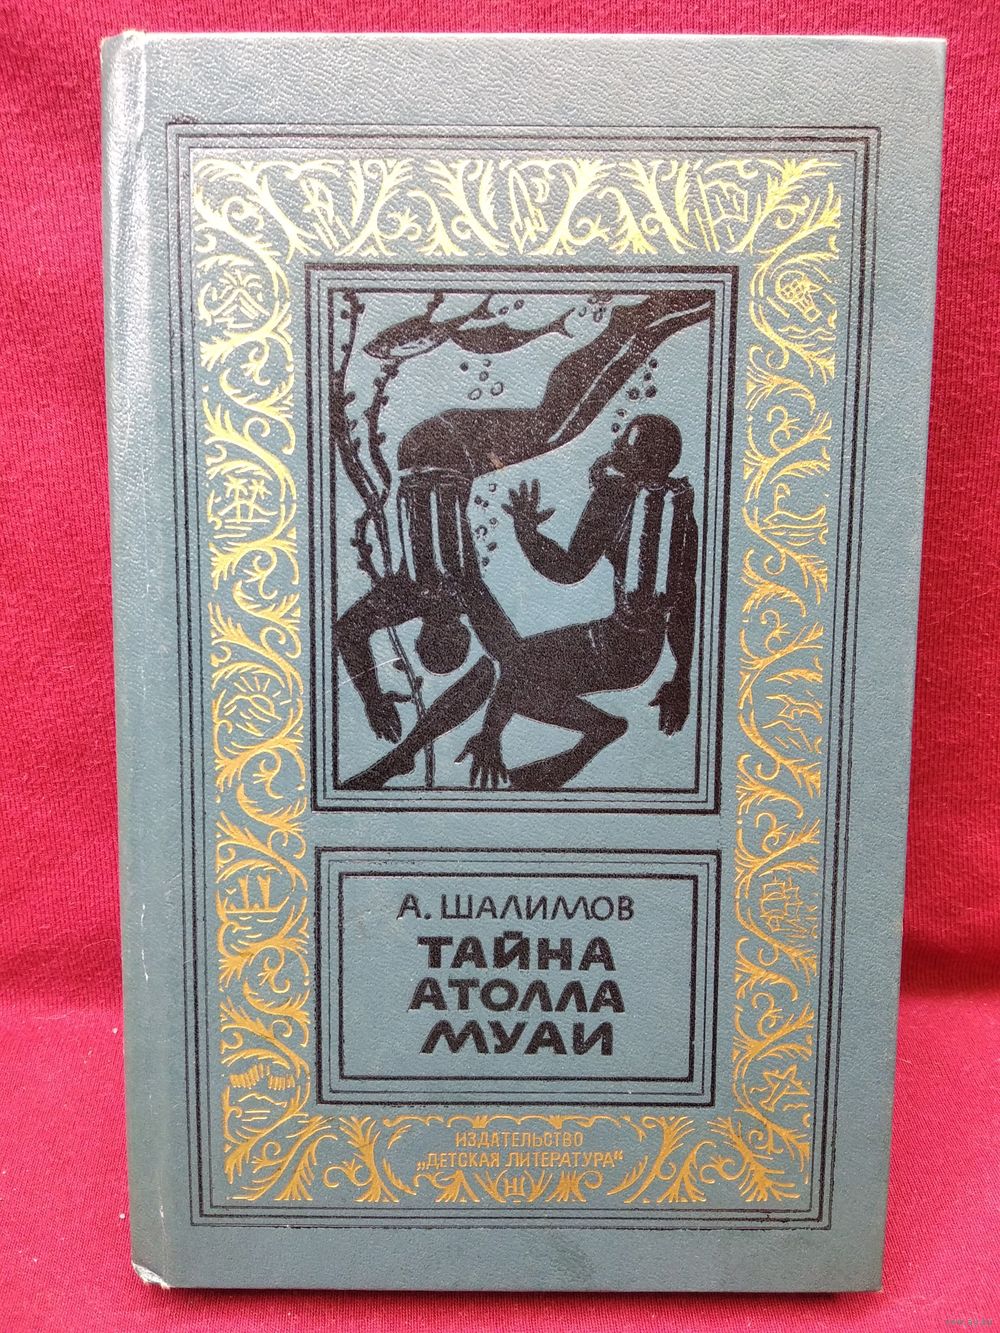 А. ШАЛИМОВ
ТАЙНА
АТОЛЛА
МУАИ
ИЗДАТЕЛЬСТВО
„ДЕТСКАЯ ЛИТЕРАТУРА“